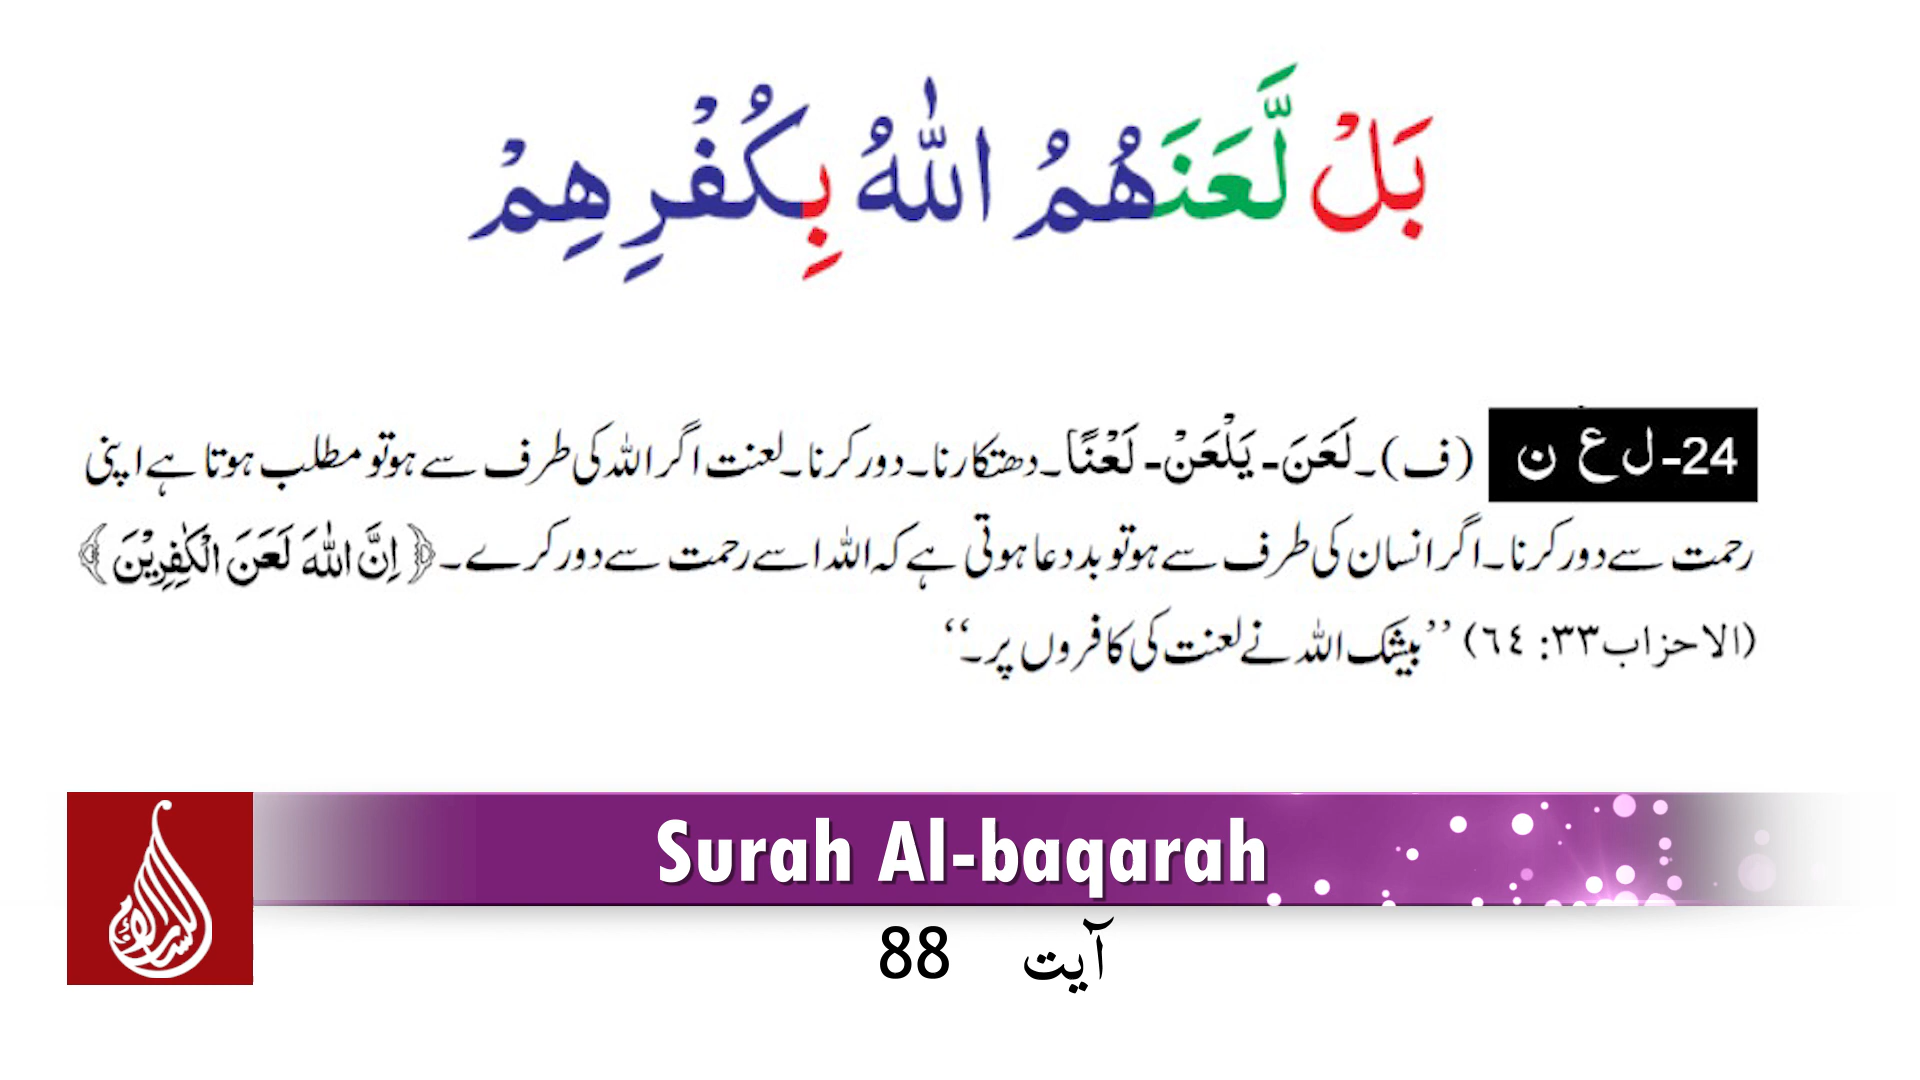 بَلْ لَّعَنَهُمُ اللّٰهُ بِكُفْرِهِمْ
24- ل ع ن (ف)۔ لَعَنَ۔ يَلْعَنْ۔ لَعْنًا۔ دھتکارنا۔ دور کرنا۔ لعنت اگر اللہ کی طرف سے ہو تو مطلب ہوتا ہے اپنی
رحمت سے دور کرنا۔ اگر انسان کی طرف سے ہو تو بددعا ہوتی ہے کہ اللہ اسے رحمت سے دور کرے۔ ﴿اِنَّ اللّٰهَ لَعَنَ الْكٰفِرِيْنَ﴾
(الاحزاب ٣٣: ٦٤) ’’بیشک اللہ نے لعنت کی کافروں پر۔‘‘
Surah Al-baqarah
آیت 88